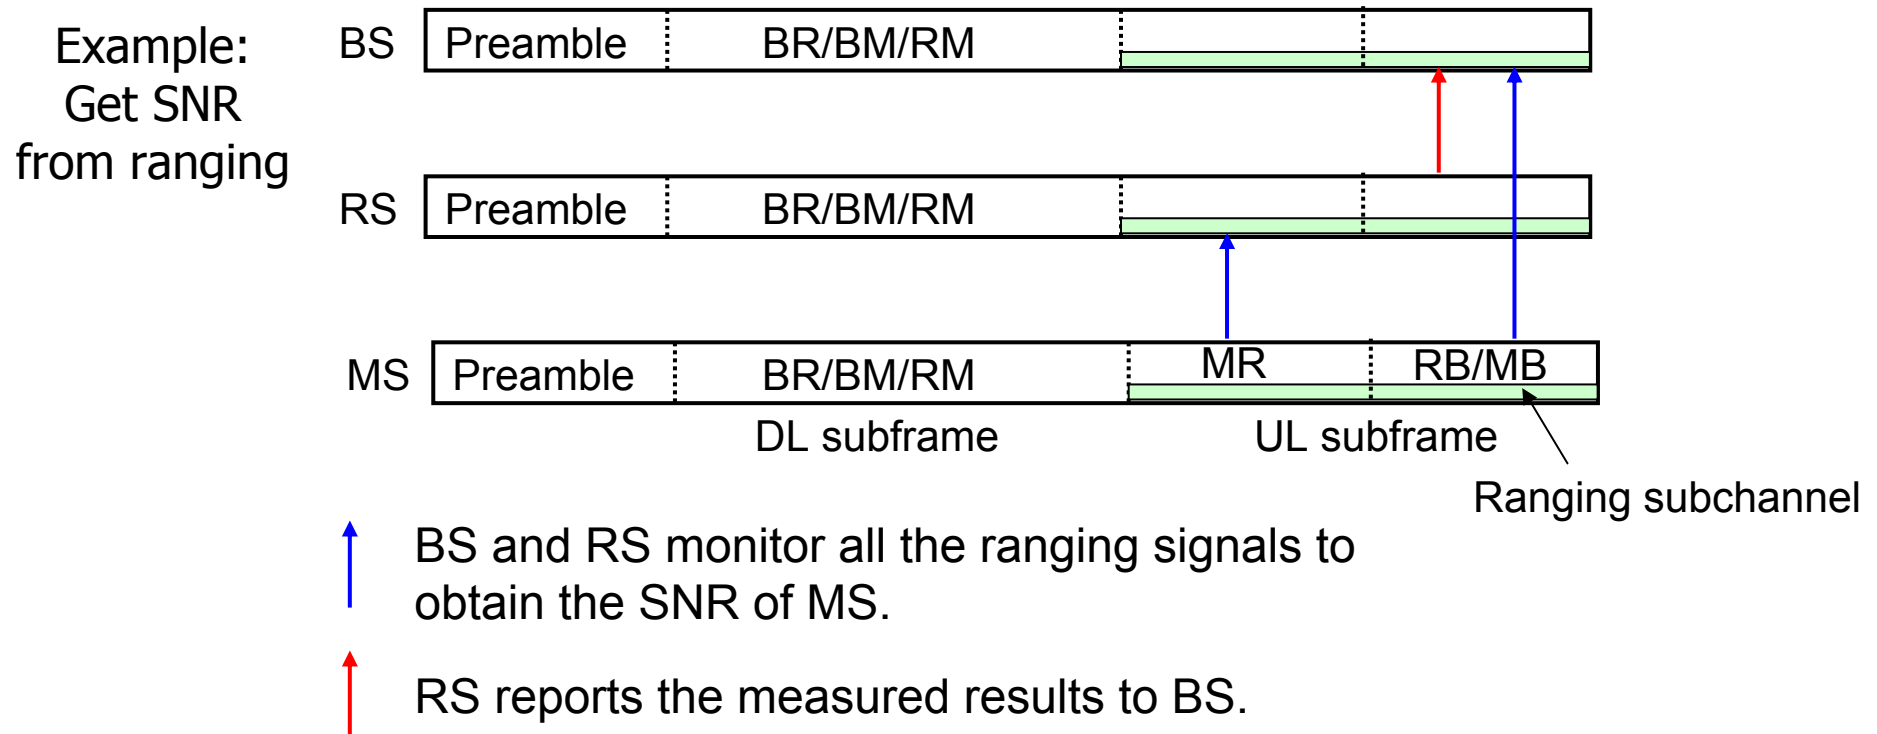 Example:
Get SNR
from ranging
BS Preamble BR/BM/RM
RS Preamble BR/BM/RM
MS Preamble BR/BM/RM MR RB/MB
DL subframe UL subframe
Ranging subchannel
BS and RS monitor all the ranging signals to
obtain the SNR of MS.
RS reports the measured results to BS.